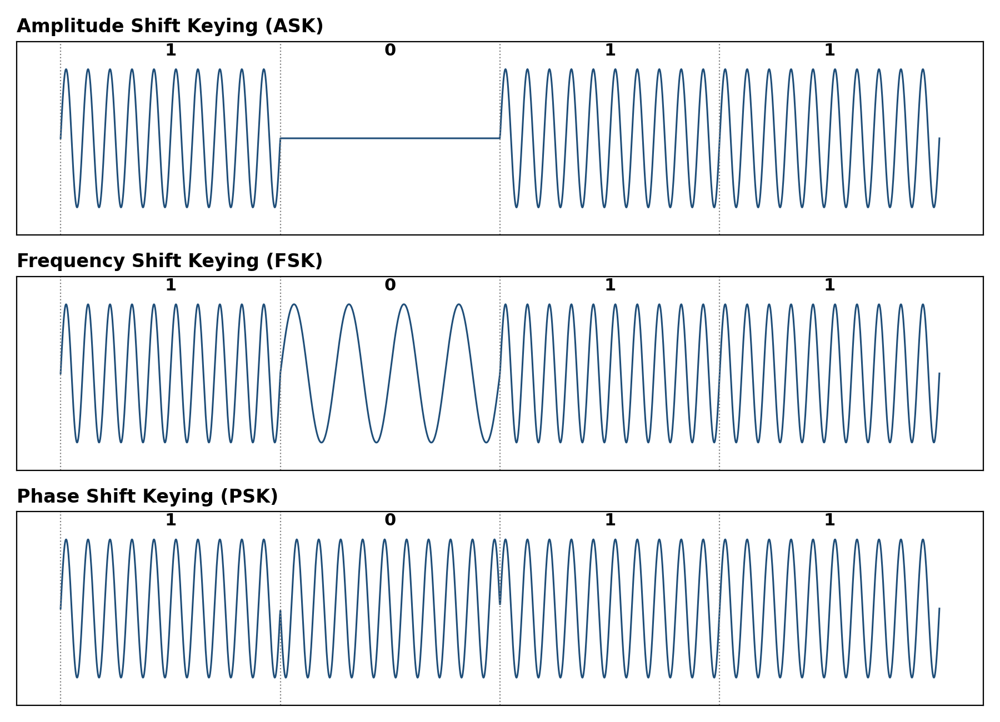 Amplitude Shift Keying (ASK)
1 0 1 1
Frequency Shift Keying (FSK)
1 0 1 1
Phase Shift Keying (PSK)
1 0 1 1